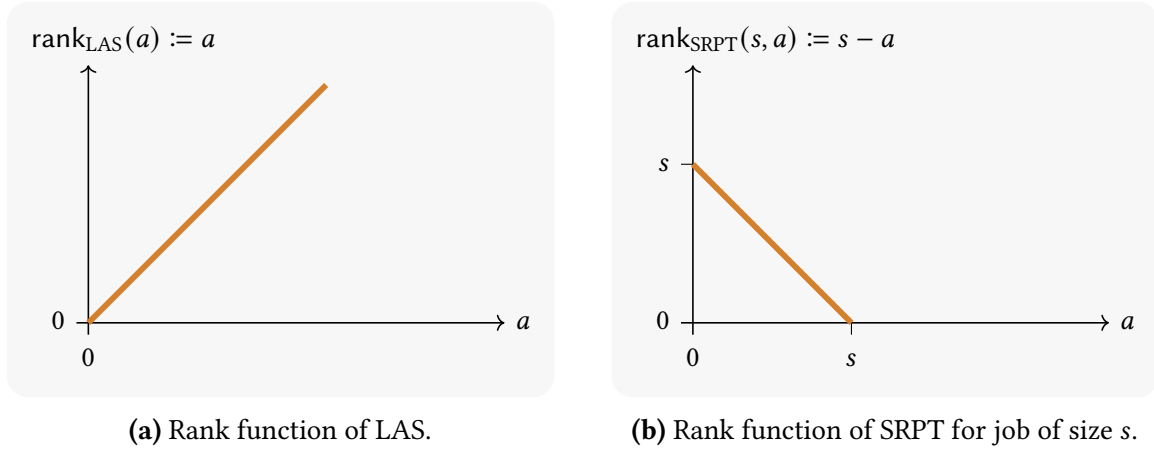 rank_LAS(a) := a
0
a
0
(a) Rank function of LAS.
rank_SRPT(s, a) := s − a
s
0
a
0
s
(b) Rank function of SRPT for job of size s.